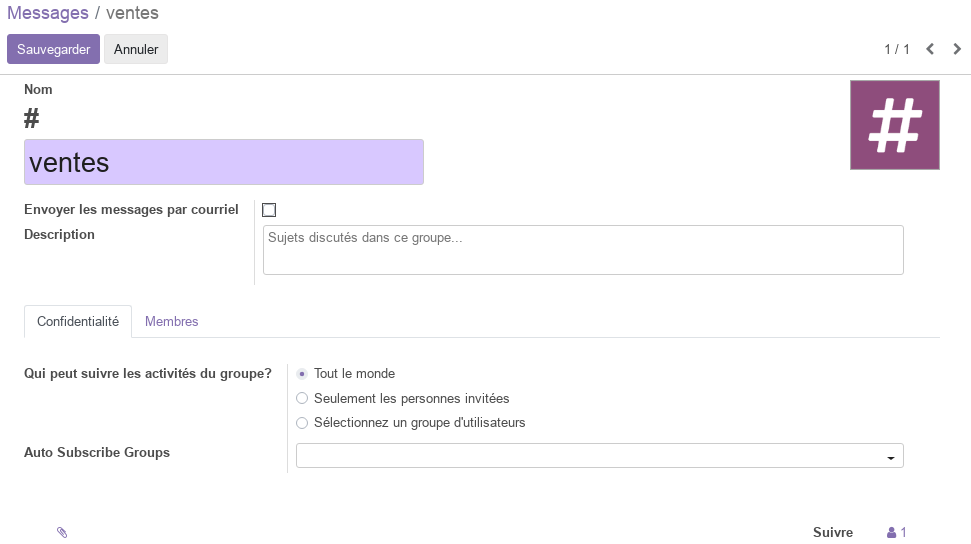 Messages / ventes
Sauvegarder Annuler 1 / 1
Nom
#
#
ventes
Envoyer les messages par courriel
Description Sujets discutés dans ce groupe...
Confidentialité Membres
Qui peut suivre les activités du groupe? Tout le monde
Seulement les personnes invitées
Sélectionnez un groupe d'utilisateurs
Auto Subscribe Groups
Suivre 1